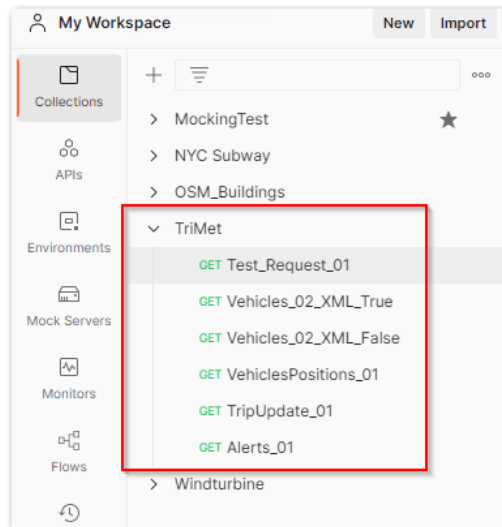 My Workspace
New
Import
Collections
APIs
Environments
Mock Servers
Monitors
Flows
MockingTest
NYC Subway
OSM_Buildings
TriMet
GET Test_Request_01
GET Vehicles_02_XML_True
GET Vehicles_02_XML_False
GET VehiclesPositions_01
GET TripUpdate_01
GET Alerts_01
Windturbine